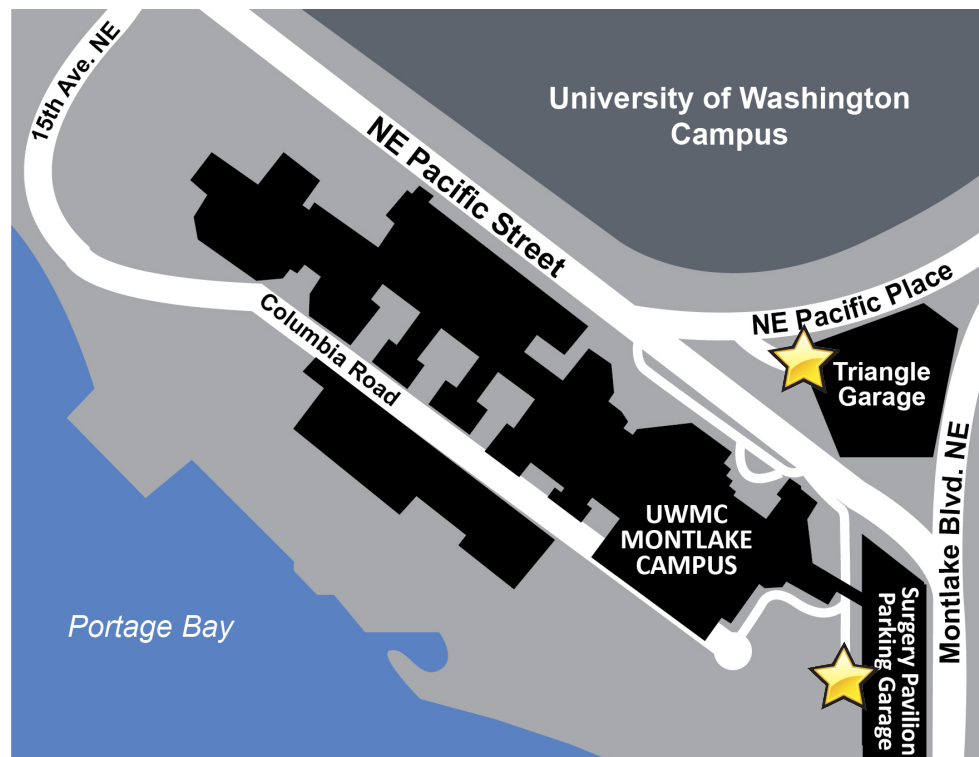 15th Ave. NE
NE Pacific Street
University of Washington
Campus
NE Pacific Place
Triangle
Garage
Columbia Road
Montlake Blvd. NE
UWMC
MONTLAKE
CAMPUS
Surgery Pavilion
Parking Garage
Portage Bay